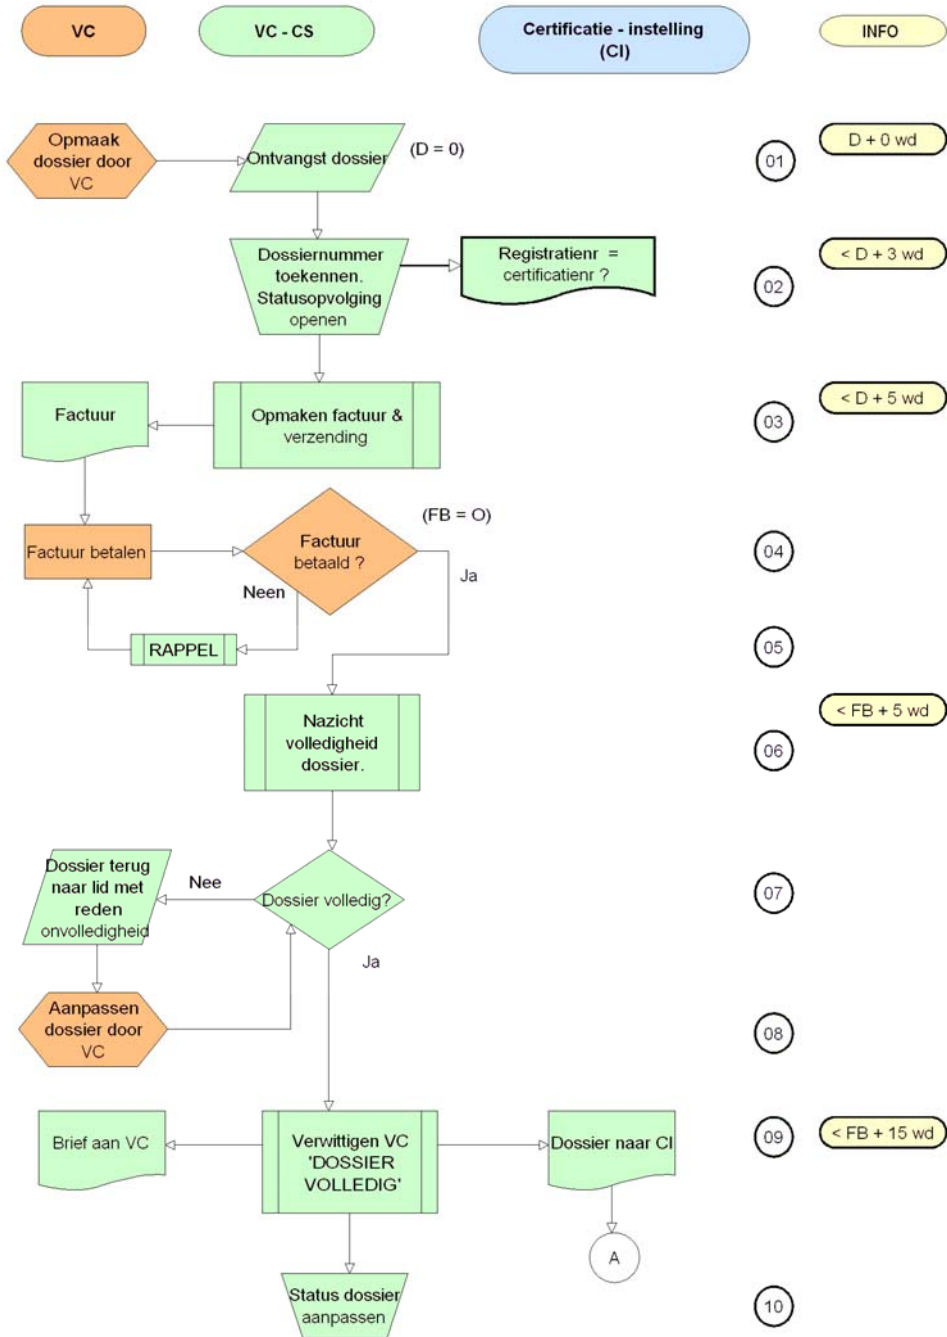 VC
VC - CS
Certificatie - instelling
(CI)
INFO
Opmaak
dossier door
VC
Ontvangst dossier
(D = 0)
01
D + 0 wd
Dossiernummer
toekennen.
Statusopvolging
openen
Registratienr =
certificatienr ?
02
< D + 3 wd
Factuur
Opmaken factuur &
verzending
03
< D + 5 wd
Factuur betalen
Factuur
betaald ?
(FB = O)
04
Ja
Neen
RAPPEL
05
Nazicht
volledigheid
dossier.
06
< FB + 5 wd
Dossier terug
naar lid met
reden
onvolledigheid
Nee
Dossier volledig?
07
Ja
Aanpassen
dossier door
VC
08
Brief aan VC
Verwittigen VC
'DOSSIER
VOLLEDIG'
Dossier naar CI
09
< FB + 15 wd
A
Status dossier
aanpassen
10